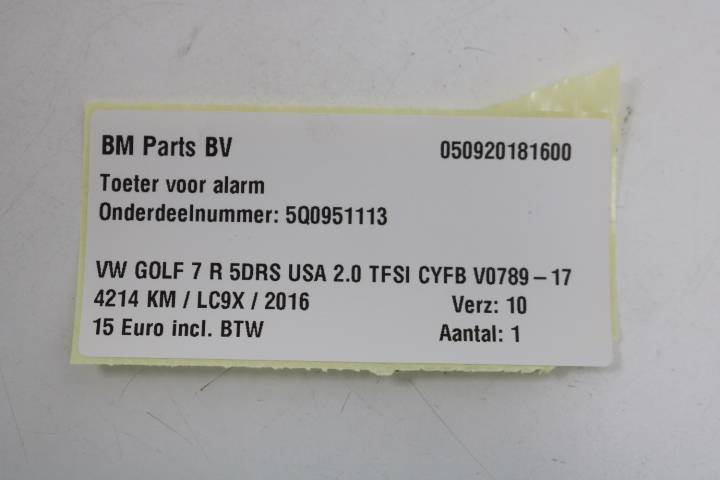 BM Parts BV 050920181600
Toeter voor alarm
Onderdeelnummer: 5Q0951113
VW GOLF 7 R 5DRS USA 2.0 TFSI CYFB V0789-17
4214 KM / LC9X / 2016 Verz: 10
15 Euro incl. BTW Aantal: 1